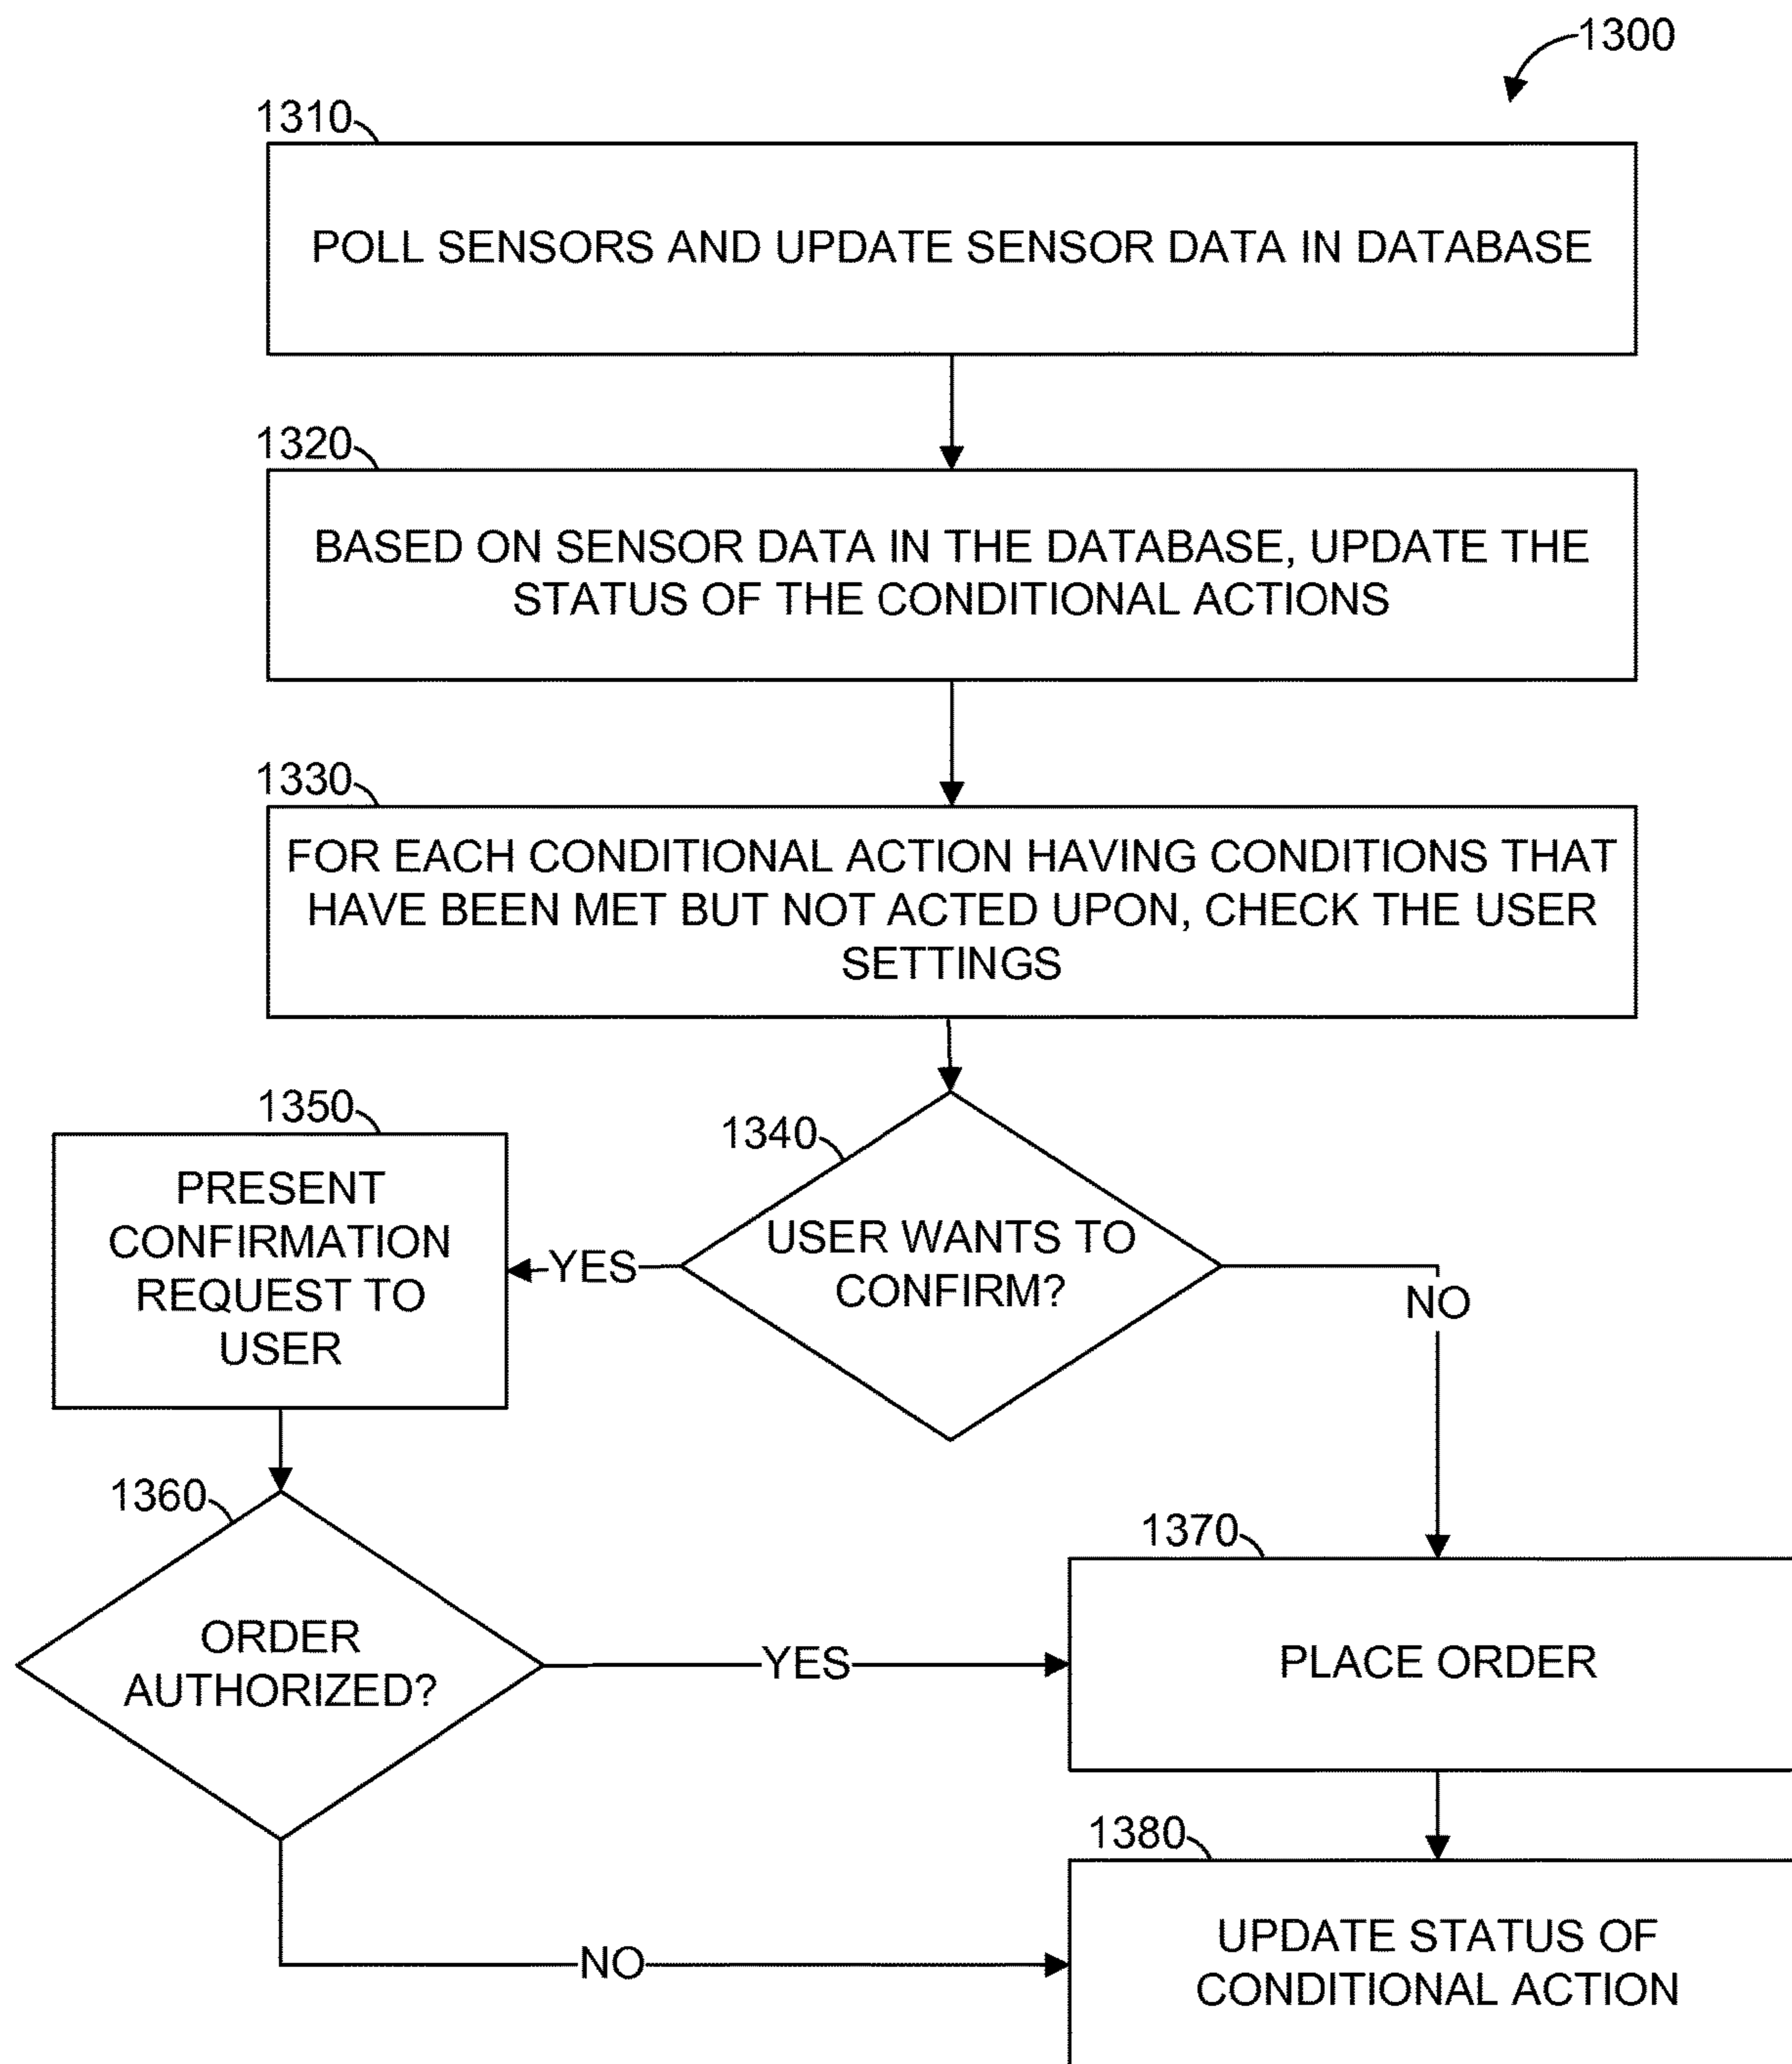 1300
1310
POLL SENSORS AND UPDATE SENSOR DATA IN DATABASE
1320
BASED ON SENSOR DATA IN THE DATABASE, UPDATE THE
STATUS OF THE CONDITIONAL ACTIONS
1330
FOR EACH CONDITIONAL ACTION HAVING CONDITIONS THAT
HAVE BEEN MET BUT NOT ACTED UPON, CHECK THE USER
SETTINGS
1340
USER WANTS TO
CONFIRM?
YES
NO
1350
PRESENT
CONFIRMATION
REQUEST TO
USER
1360
ORDER
AUTHORIZED?
YES
NO
1370
PLACE ORDER
1380
UPDATE STATUS OF
CONDITIONAL ACTION